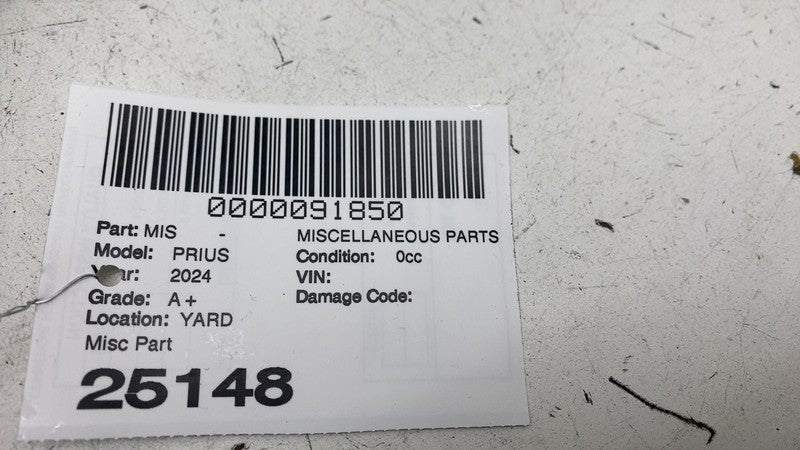 0000091850
Part: MIS - MISCELLANEOUS PARTS
Model: PRIUS Condition: 0cc
2024 VIN:
Grade: A+ Damage Code:
Location: YARD
Misc Part
25148